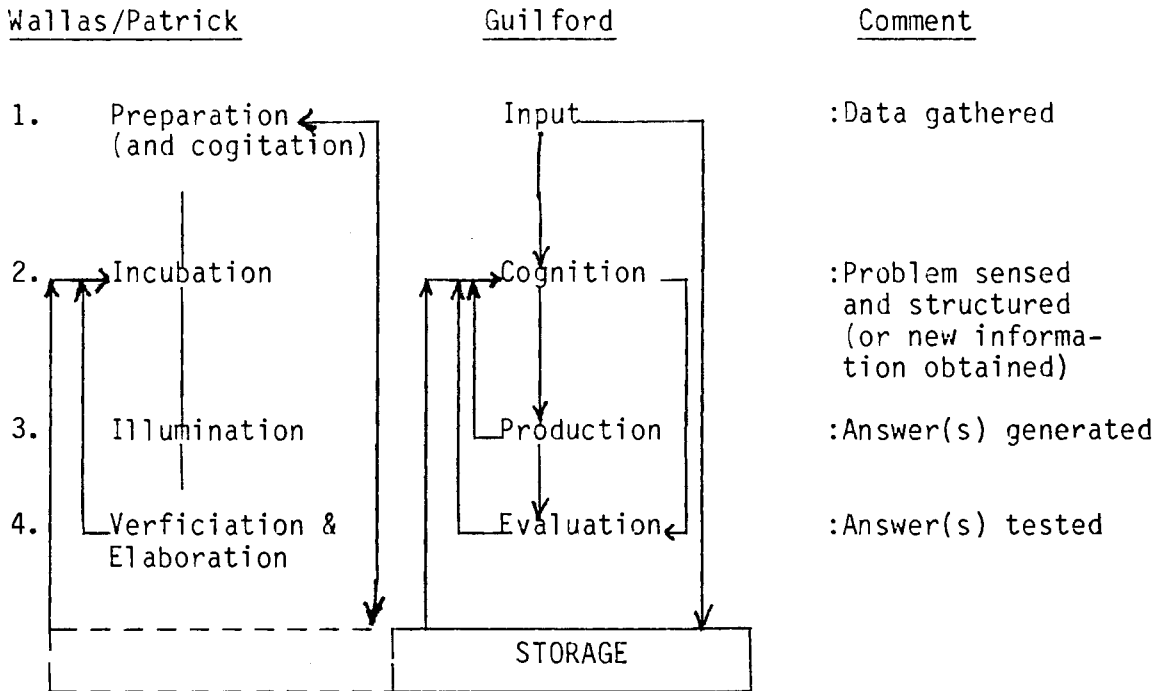 Wallas/Patrick Guilford Comment
1. Preparation Input :Data gathered
(and cogitation)
2. Incubation Cognition :Problem sensed
and structured
(or new informa-
tion obtained)
3. Illumination Production :Answer(s) generated
4. Verficiation & Evaluation :Answer(s) tested
Elaboration
STORAGE